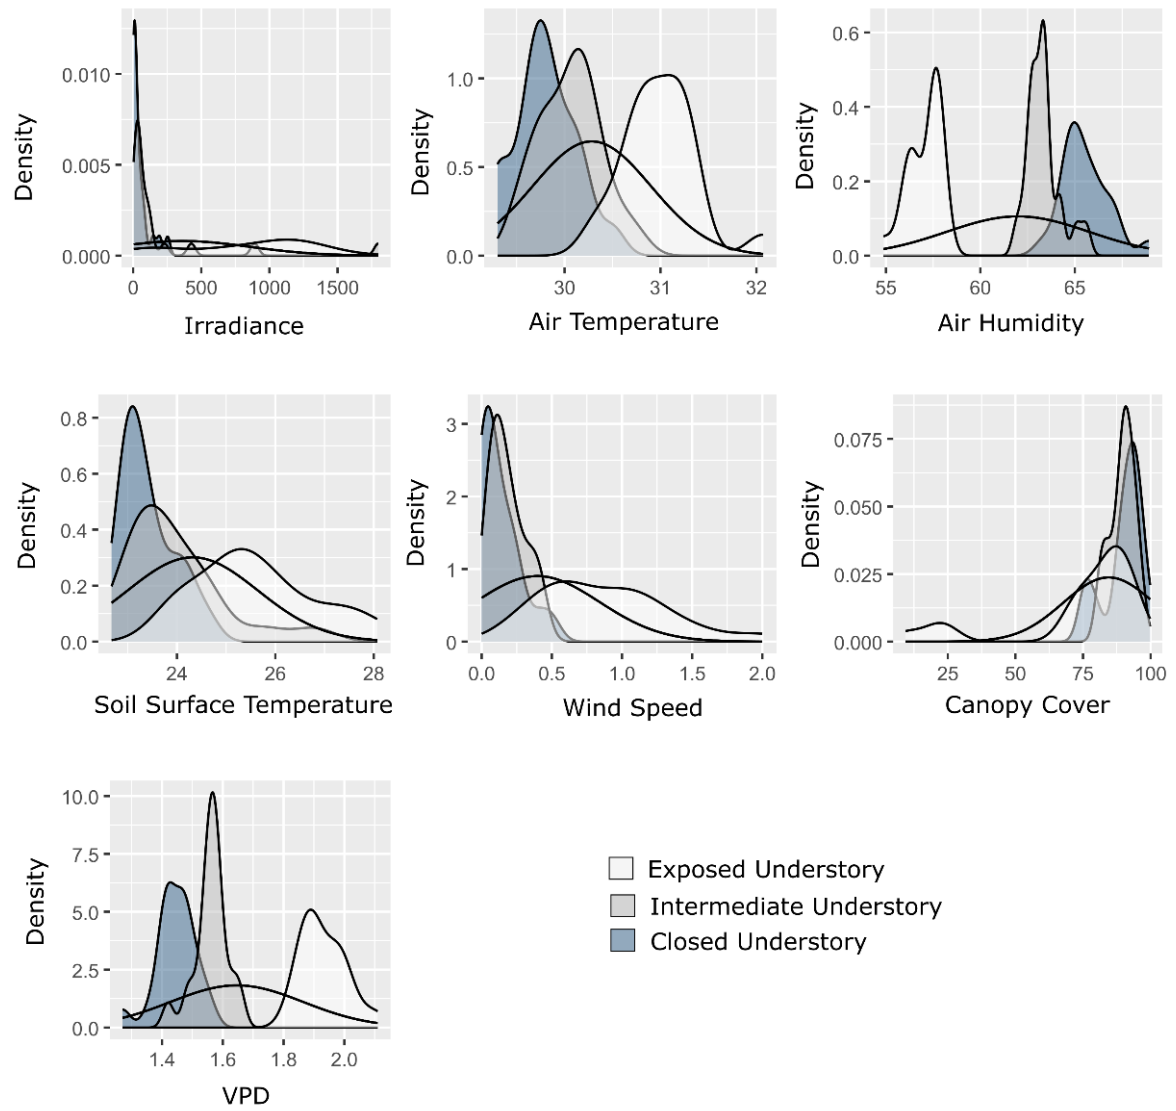 Density
0.010
0.005
0.000
0 500 1000 1500
Irradiance
Density
1.0
0.5
0.0
30 31 32
Air Temperature
Density
0.6
0.4
0.2
0.0
55 60 65
Air Humidity
Density
0.8
0.6
0.4
0.2
0.0
24 26 28
Soil Surface Temperature
Density
3
2
1
0
0.0 0.5 1.0 1.5 2.0
Wind Speed
Density
0.075
0.050
0.025
0.000
25 50 75 100
Canopy Cover
Density
10.0
7.5
5.0
2.5
0.0
1.4 1.6 1.8 2.0
VPD
Exposed Understory
Intermediate Understory
Closed Understory